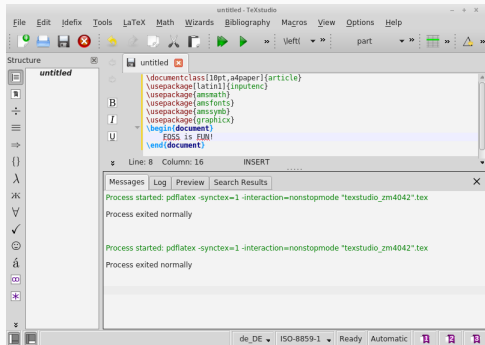 untitled - TeXstudio
File Edit Idefix Tools LaTeX Math Wizards Bibliography Macros View Options Help
\left( part
Structure
untitled
untitled
\documentclass[10pt,a4paper]{article}
\usepackage[latin1]{inputenc}
\usepackage{amsmath}
\usepackage{amsfonts}
\usepackage{amssymb}
\usepackage{graphicx}
\begin{document}
FOSS is FUN!
\end{document}
Line: 8 Column: 16 INSERT
Messages Log Preview Search Results
Process started: pdflatex -synctex=1 -interaction=nonstopmode "texstudio_zm4042".tex
Process exited normally
Process started: pdflatex -synctex=1 -interaction=nonstopmode "texstudio_zm4042".tex
Process exited normally
de_DE ISO-8859-1 Ready Automatic 1 2 3